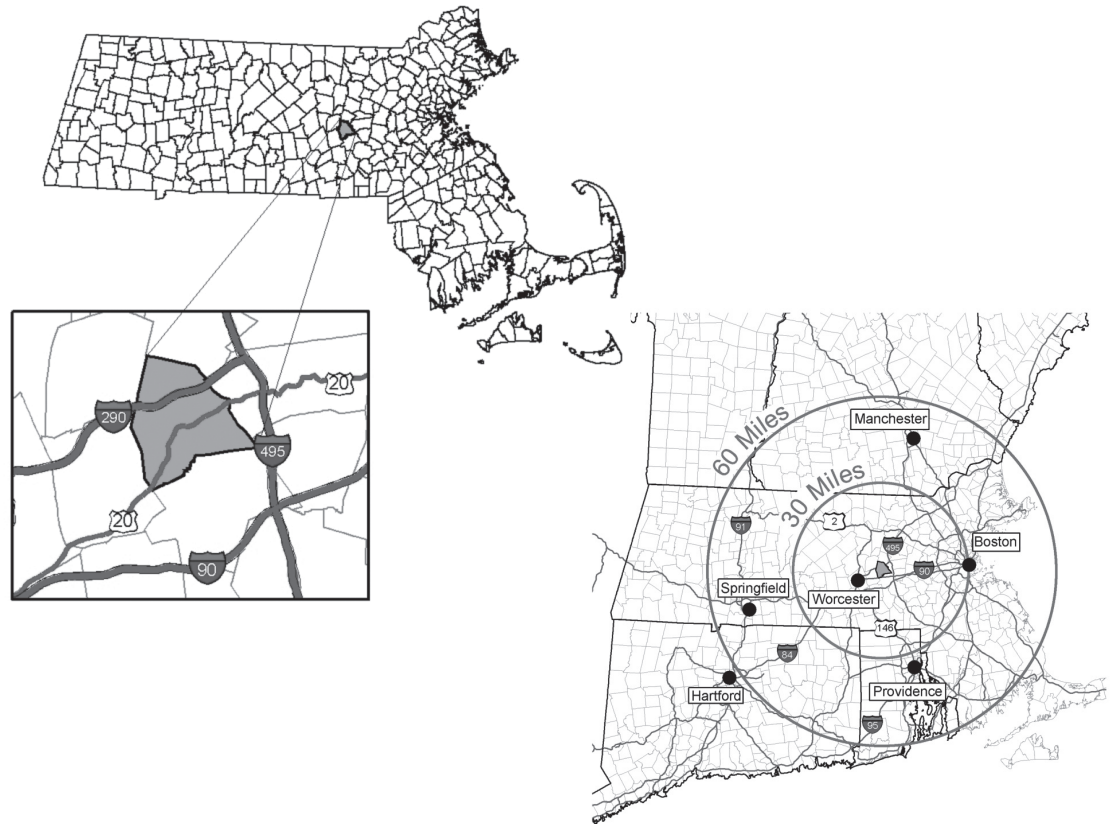 20
290
495
20
90
60 Miles
Manchester
30 Miles
91
2
495
Boston
90
Springfield
Worcester
146
84
Hartford
Providence
95